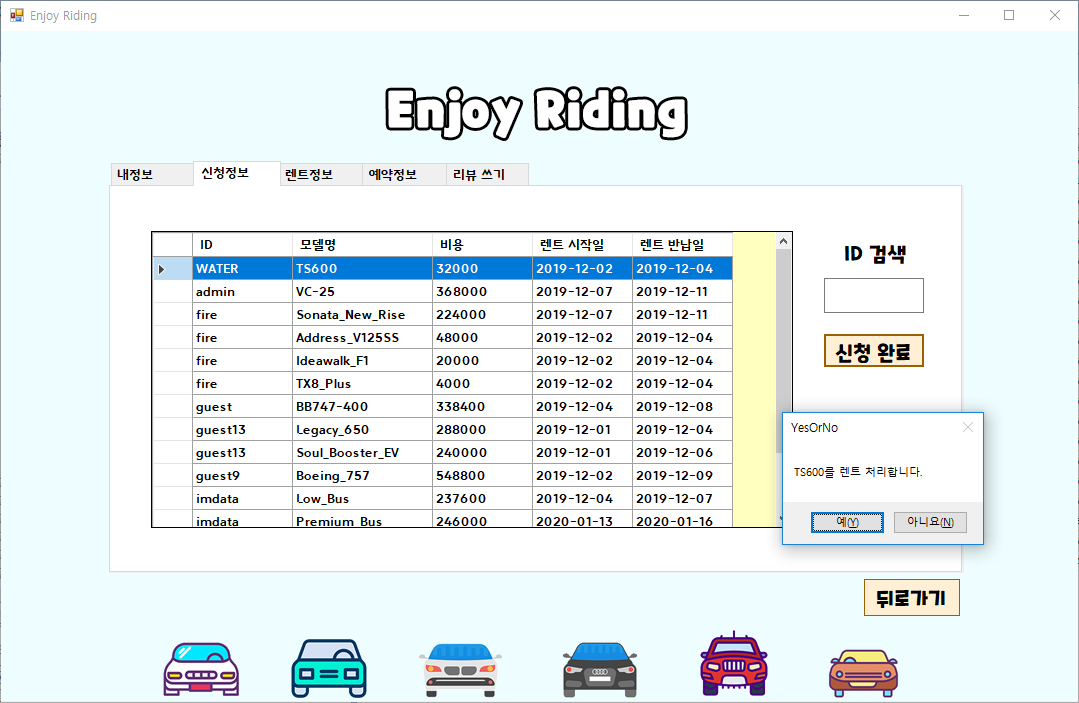 Enjoy Riding
Enjoy Riding
내정보 신청정보 렌트정보 예약정보 리뷰 쓰기
ID 모델명 비용 렌트 시작일 렌트 반납일
WATER TS600 32000 2019-12-02 2019-12-04
admin VC-25 368000 2019-12-07 2019-12-11
fire Sonata_New_Rise 224000 2019-12-07 2019-12-11
fire Address_V125SS 48000 2019-12-02 2019-12-04
fire Ideawalk_F1 20000 2019-12-02 2019-12-04
fire TX8_Plus 4000 2019-12-02 2019-12-04
guest BB747-400 338400 2019-12-04 2019-12-08
guest13 Legacy_650 288000 2019-12-01 2019-12-04
guest13 Soul_Booster_EV 240000 2019-12-01 2019-12-06
guest9 Boeing_757 548800 2019-12-02 2019-12-09
imdata Low_Bus 237600 2019-12-04 2019-12-07
imdata Premium_Bus 246000 2020-01-13 2020-01-16
ID 검색
신청 완료
YesOrNo
TS600를 렌트 처리합니다.
예(Y) 아니요(N)
뒤로가기